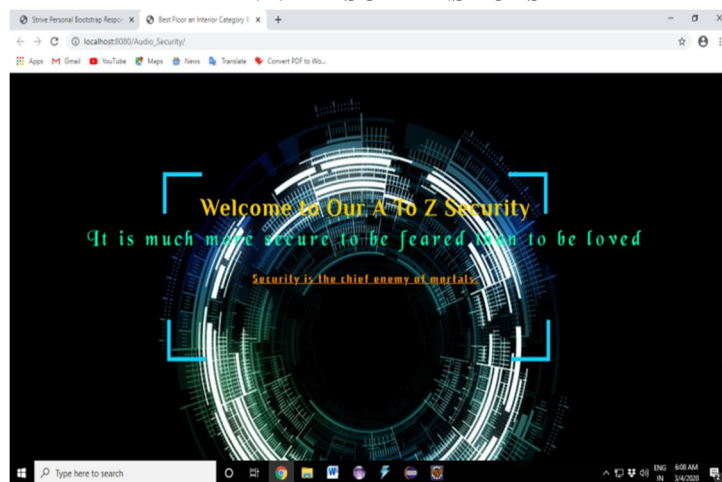 Strive Personal Bootstrap Respon
Best Floor an Interior Category
localhost:8080/Audio_Security/
Apps Gmail YouTube Maps News Translate Convert PDF to Wo...
Welcome to Our A To Z Security
It is much more secure to be feared than to be loved
Security is the chief enemy of mortals.
Type here to search
ENG 6:08 AM
IN 3/4/2020